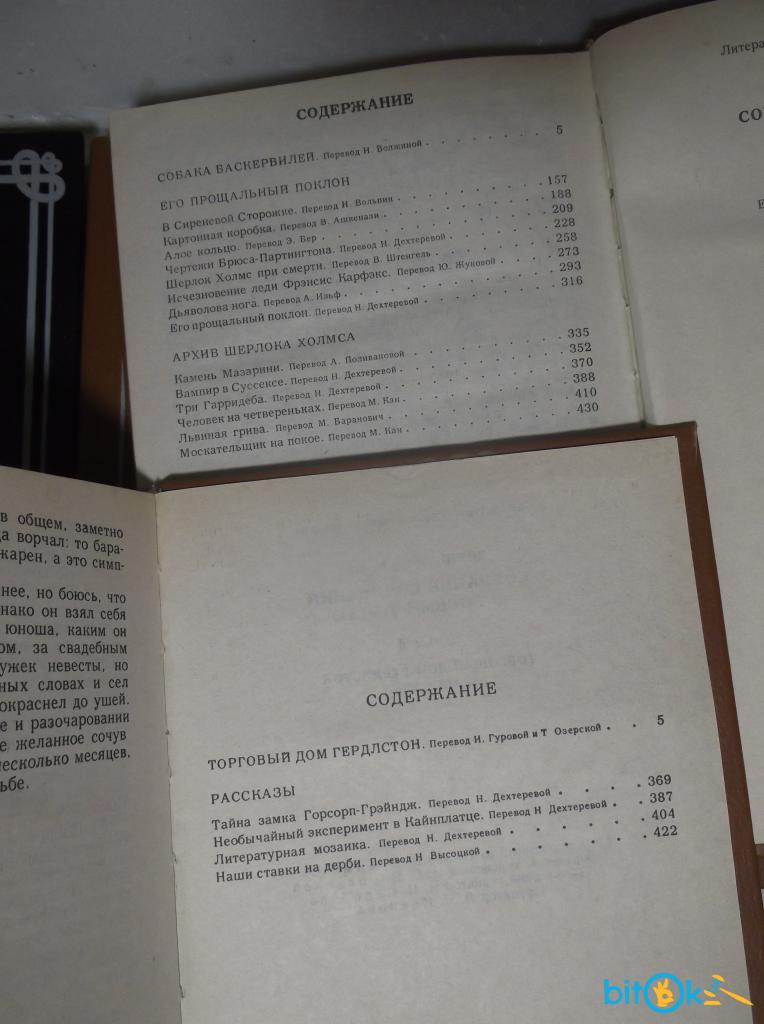 СОДЕРЖАНИЕ
СОБАКА БАСКЕРВИЛЕЙ. Перевод Н. Волжиной . . . . . . . 5
ЕГО ПРОЩАЛЬНЫЙ ПОКЛОН
В Сиреневой Сторожке. Перевод Н. Вольпин . . . . . . . 157
Картонная коробка. Перевод В. Ашкенази . . . . . . . 188
Алое кольцо. Перевод Э. Бер . . . . . . . 209
Чертежи Брюса-Партингтона. Перевод Н. Дехтеревой . . . . . 228
Шерлок Холмс при смерти. Перевод В. Штенгель . . . . . 258
Исчезновение леди Фрэнсис Карфэкс. Перевод Ю. Жуковой . . . 273
Дьяволова нога. Перевод А. Ильф . . . . . . . 293
Его прощальный поклон. Перевод Н. Дехтеревой . . . . . 316
АРХИВ ШЕРЛОКА ХОЛМСА
Камень Мазарини. Перевод А. Поливановой . . . . . . 335
Вампир в Суссексе. Перевод Н. Дехтеревой . . . . . . 352
Три Гарридеба. Перевод Н. Дехтеревой . . . . . . 370
Человек на четвереньках. Перевод М. Кан . . . . . . 388
Львиная грива. Перевод М. Баранович . . . . . . 410
Москательщик на покое. Перевод М. Кан . . . . . . 430
Литера
СО
Е
в общем, заметно
да ворчал: то бара-
жарен, а это симп-
нее, но боюсь, что
нако он взял себя
юноша, каким он
ом, за свадебным
ужек невесты, но
ных словах и сел
окраснел до ушей.
е и разочаровании
е желанное сочув
несколько месяцев,
ьбе.
СОДЕРЖАНИЕ
ТОРГОВЫЙ ДОМ ГЕРДЛСТОН. Перевод И. Гуровой и Т Озерской . . 5
РАССКАЗЫ
Тайна замка Горсорп-Грэйндж. Перевод Н. Дехтеревой . . . . 369
Необычайный эксперимент в Кайнплатце. Перевод Н Дехтеревой . . 387
Литературная мозаика. Перевод Н. Дехтеревой . . . . . . 404
Наши ставки на дерби. Перевод Н Высоцкой . . . . . . 422
bitOk